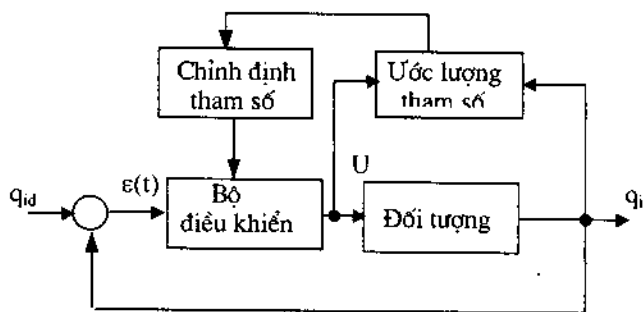 Chỉnh định
tham số
Ước lượng
tham số
U
q_id
ε(t)
Bộ
điều khiển
Đối tượng
q_i